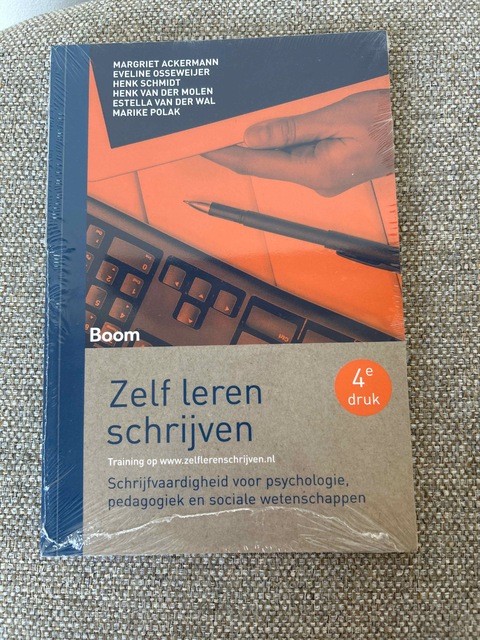 MARGRIET ACKERMANN
EVELINE OSSEWEIJER
HENK SCHMIDT
HENK VAN DER MOLEN
ESTELLA VAN DER WAL
MARIKE POLAK
Boom
4e
druk
Zelf leren
schrijven
Training op www.zelflerenschrijven.nl
Schrijfvaardigheid voor psychologie,
pedagogiek en sociale wetenschappen